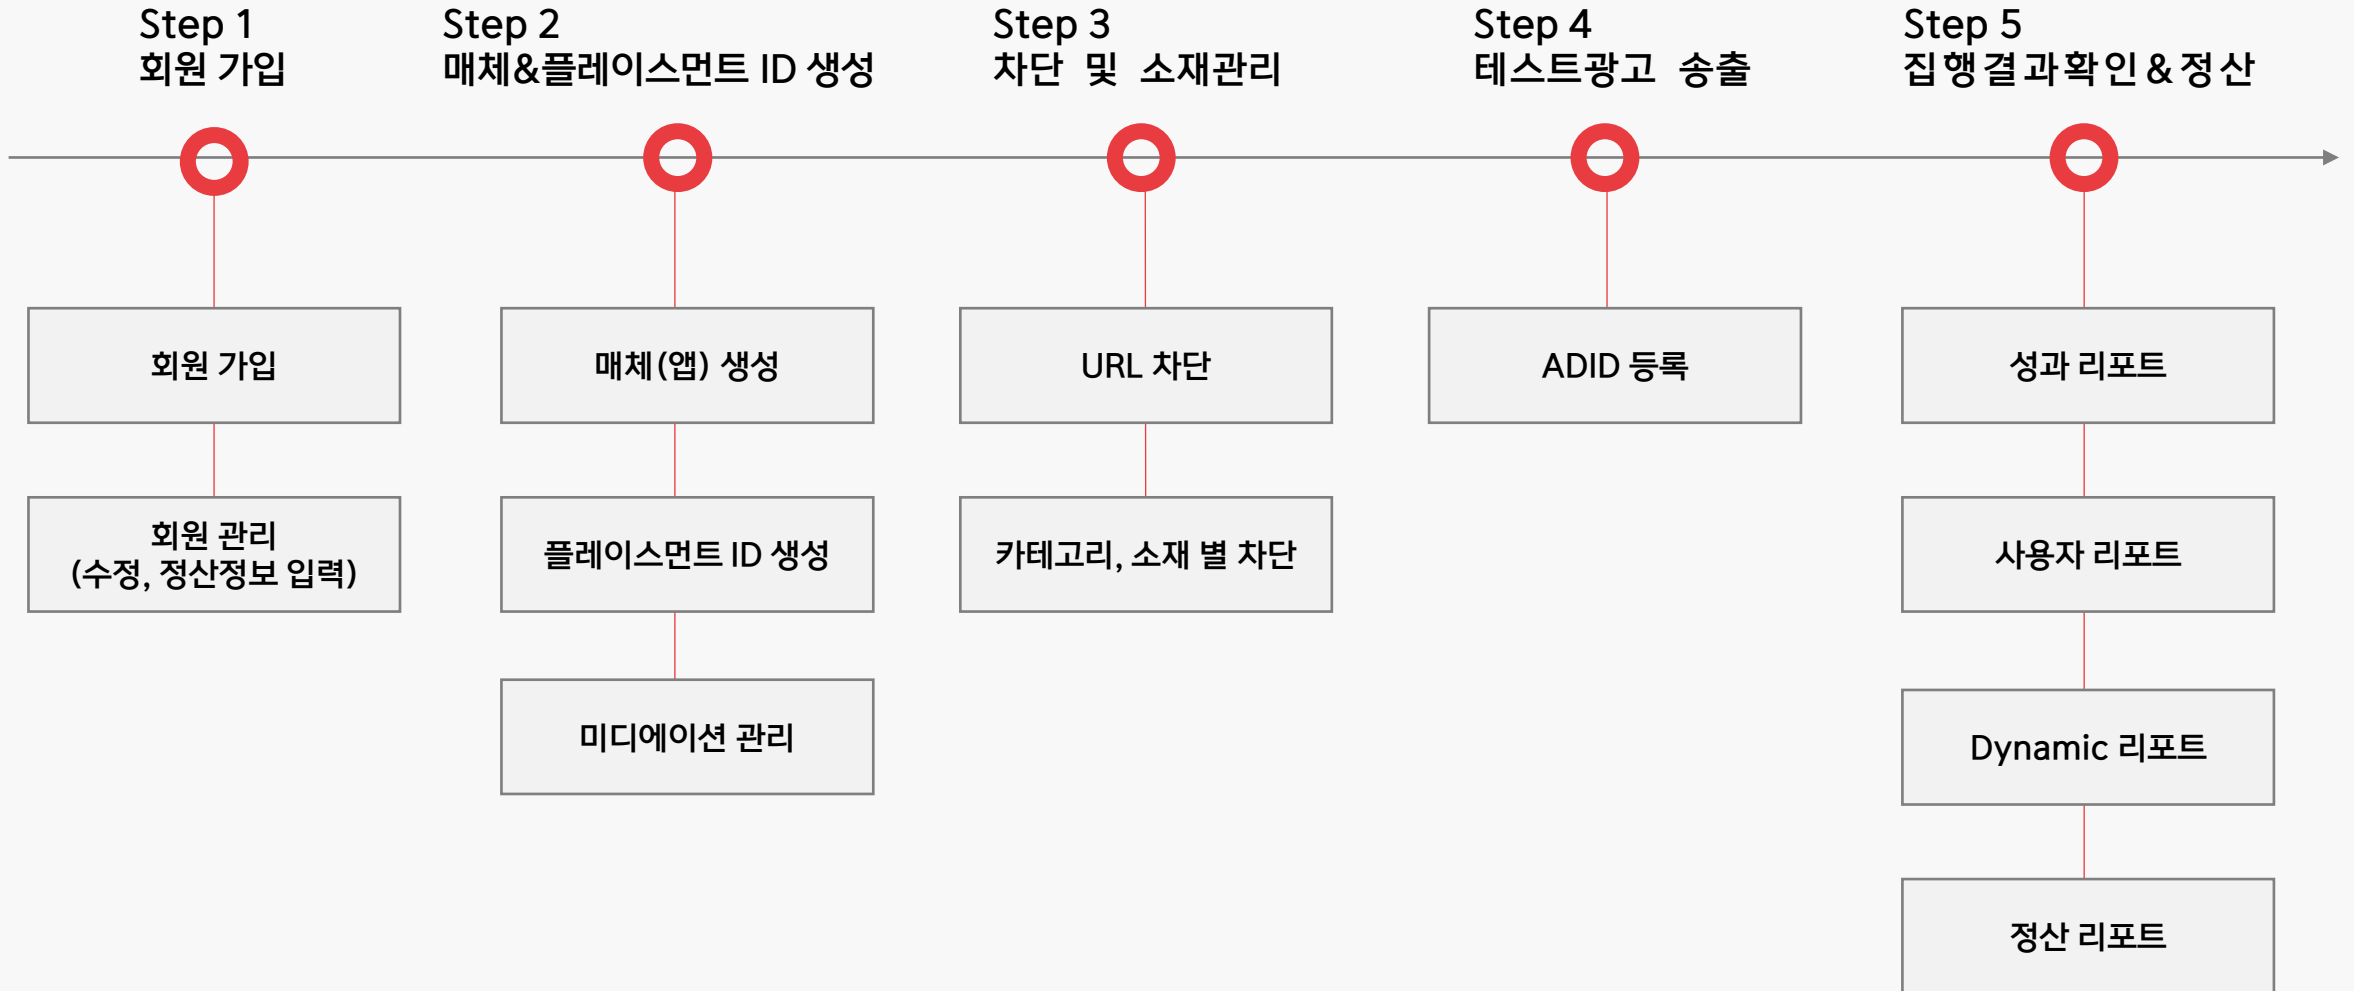 Step 1
회원 가입
Step 2
매체&플레이스먼트 ID 생성
Step 3
차단 및 소재관리
Step 4
테스트광고 송출
Step 5
집행결과확인&정산
회원 가입
회원 관리
(수정, 정산정보 입력)
매체(앱) 생성
플레이스먼트 ID 생성
미디에이션 관리
URL 차단
카테고리, 소재 별 차단
ADID 등록
성과 리포트
사용자 리포트
Dynamic 리포트
정산 리포트